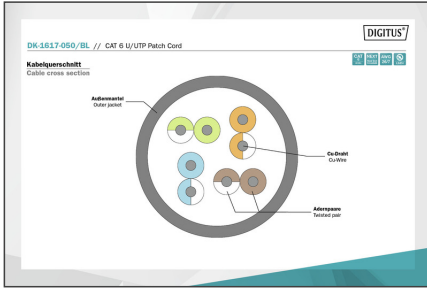 DIGITUS®
DK-1617-050/BL // CAT 6 U/UTP Patch Cord
Kabelquerschnitt
Cable cross section
Außenmantel
Outer jacket
Cu-Draht
Cu-Wire
Adernpaare
Twisted pair